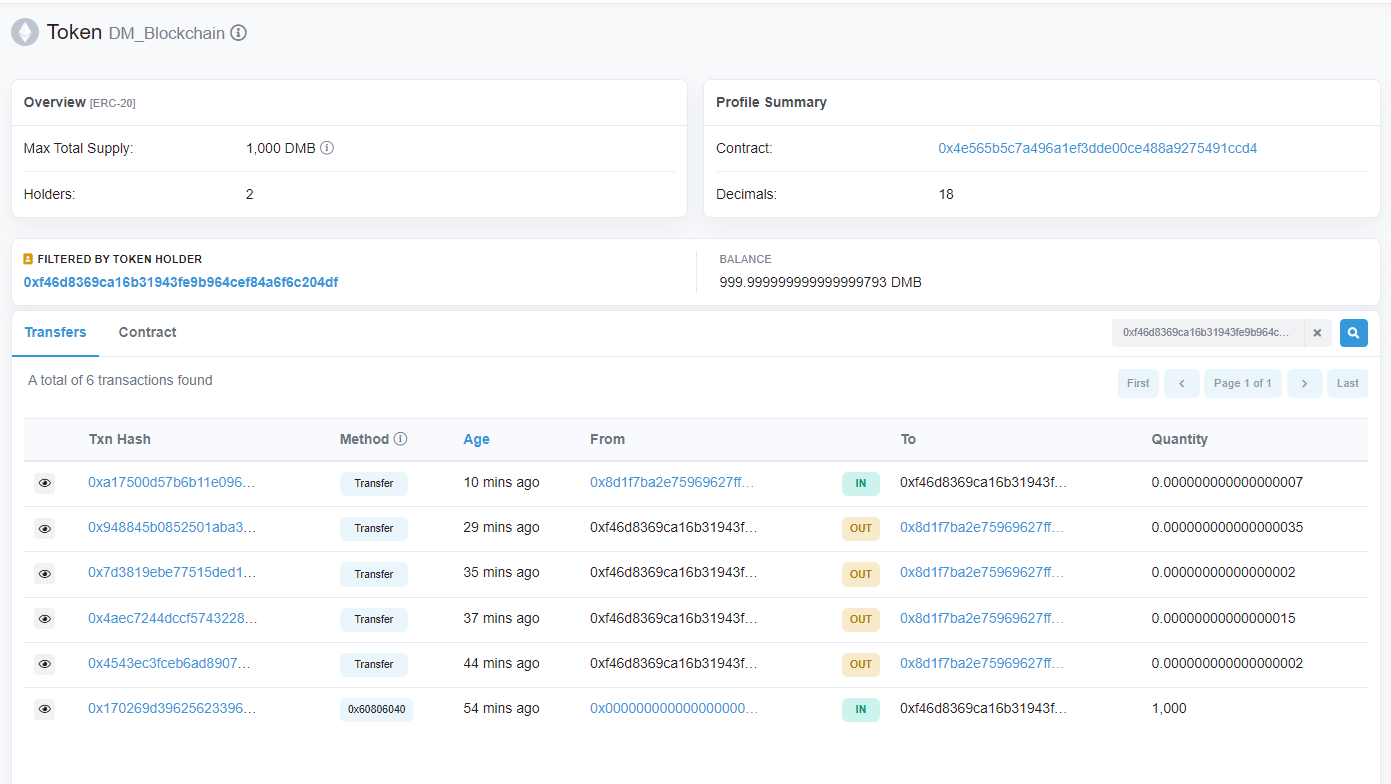 Token DM_Blockchain
Overview [ERC-20]
Max Total Supply: 1,000 DMB
Holders: 2
Profile Summary
Contract: 0x4e565b5c7a496a1ef3dde00ce488a9275491ccd4
Decimals: 18
FILTERED BY TOKEN HOLDER
0xf46d8369ca16b31943fe9b964cef84a6f6c204df
BALANCE
999.999999999999999793 DMB
Transfers Contract
0xf46d8369ca16b31943fe9b964c...
A total of 6 transactions found
First Page 1 of 1 Last
Txn Hash Method Age From To Quantity
0xa17500d57b6b11e096... Transfer 10 mins ago 0x8d1f7ba2e75969627ff... IN 0xf46d8369ca16b31943f... 0.000000000000000007
0x948845b0852501aba3... Transfer 29 mins ago 0xf46d8369ca16b31943f... OUT 0x8d1f7ba2e75969627ff... 0.000000000000000035
0x7d3819ebe77515ded1... Transfer 35 mins ago 0xf46d8369ca16b31943f... OUT 0x8d1f7ba2e75969627ff... 0.00000000000000002
0x4aec7244dccf5743228... Transfer 37 mins ago 0xf46d8369ca16b31943f... OUT 0x8d1f7ba2e75969627ff... 0.00000000000000015
0x4543ec3fceb6ad8907... Transfer 44 mins ago 0xf46d8369ca16b31943f... OUT 0x8d1f7ba2e75969627ff... 0.000000000000000002
0x170269d39625623396... 0x60806040 54 mins ago 0x000000000000000000... IN 0xf46d8369ca16b31943f... 1,000